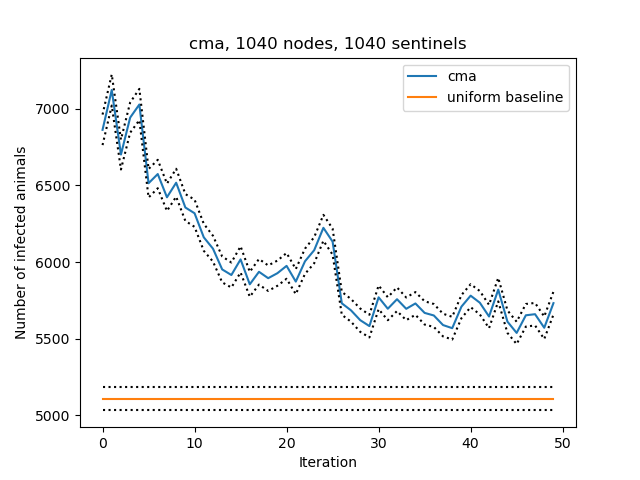 cma, 1040 nodes, 1040 sentinels
cma
uniform baseline
Number of infected animals
7000
6500
6000
5500
5000
0 10 20 30 40 50
Iteration